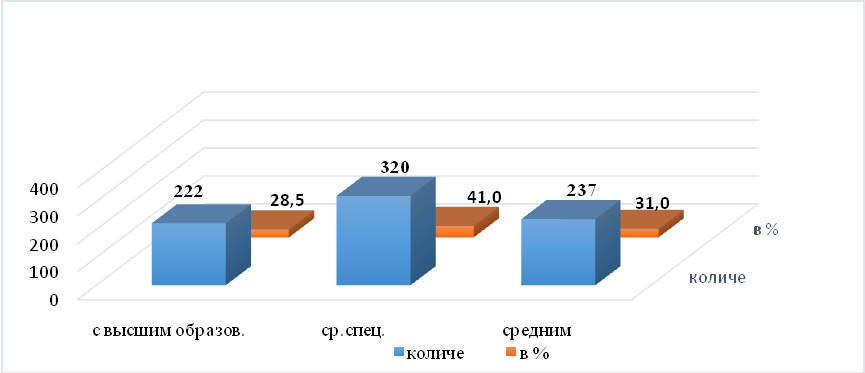 320
222
237
28,5
41,0
31,0
400
300
200
100
0
в %
количе
с высшим образов.
ср.спец.
средним
количе
в %